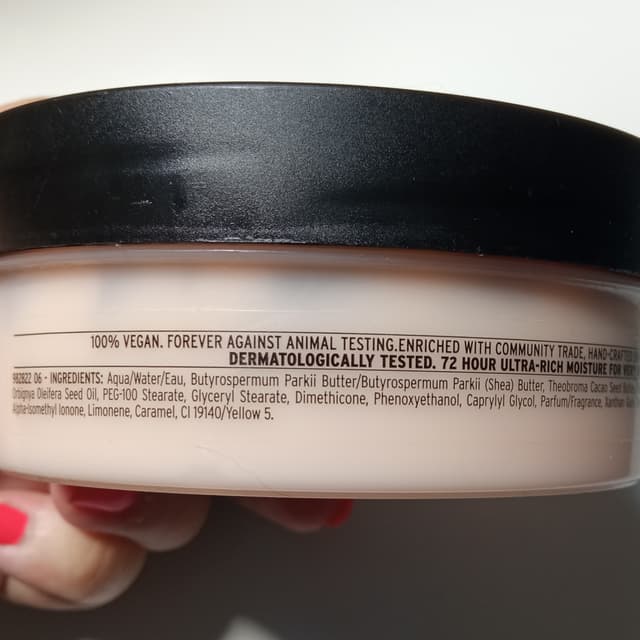 100% VEGAN. FOREVER AGAINST ANIMAL TESTING.ENRICHED WITH COMMUNITY TRADE, HAND-CRAFTED
DERMATOLOGICALLY TESTED. 72 HOUR ULTRA-RICH MOISTURE FOR
982822 06 - INGREDIENTS: Aqua/Water/Eau, Butyrospermum Parkii Butter/Butyrospermum Parkii (Shea) Butter, Theobroma Cacao Seed
Orbignya Oleifera Seed Oil, PEG-100 Stearate, Glyceryl Stearate, Dimethicone, Phenoxyethanol, Caprylyl Glycol, Parfum/Fragrance, Xanthan
Alpha-Isomethyl Ionone, Limonene, Caramel, CI 19140/Yellow 5.